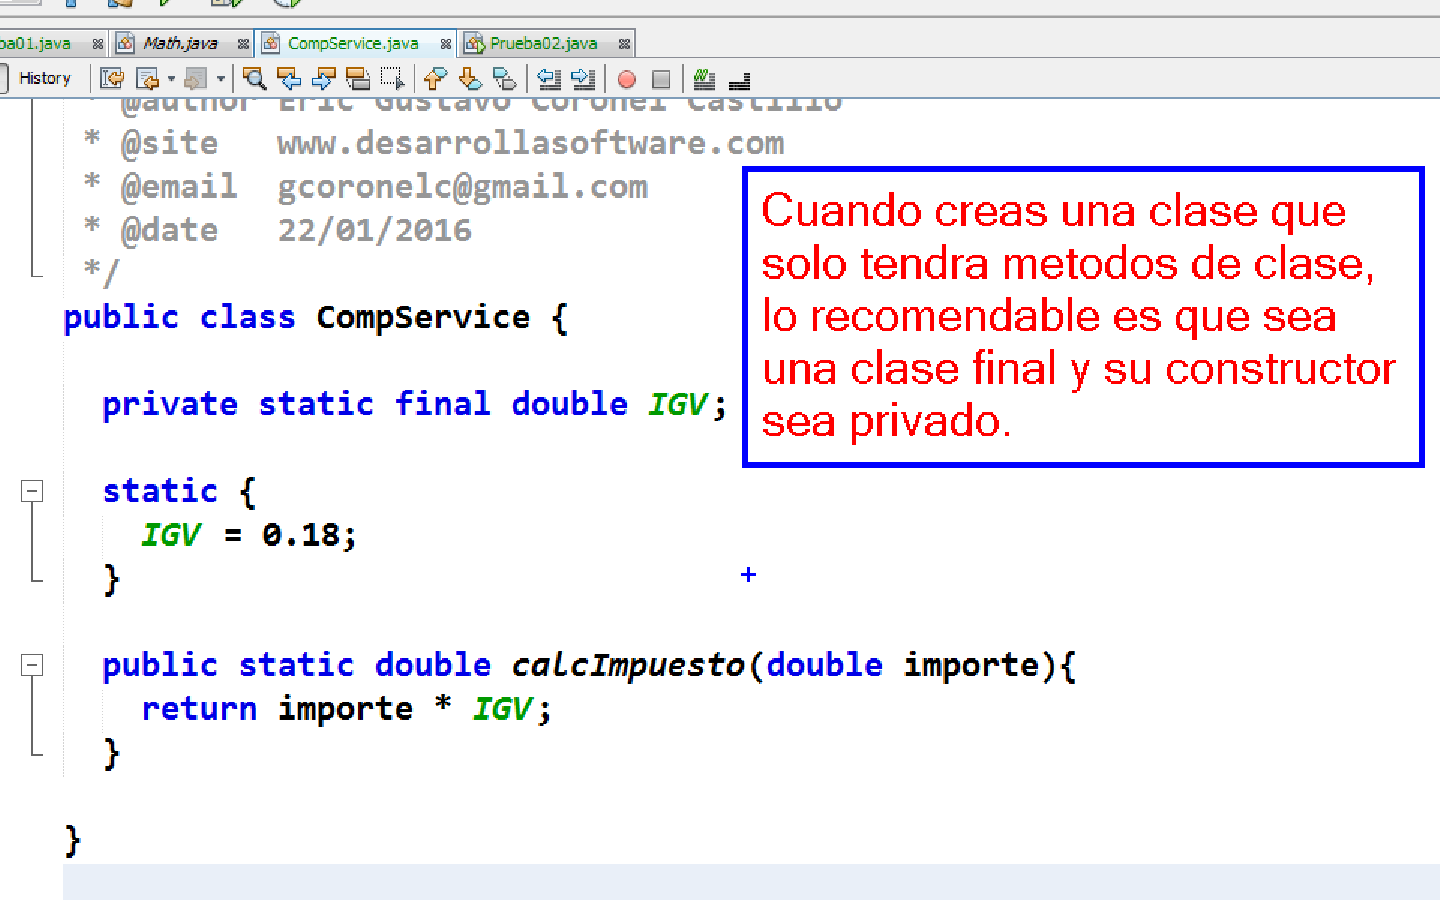 Math.java CompService.java Prueba02.java
History
* @author Eric Gustavo Coronel Castillo
* @site www.desarrollasoftware.com
* @email gcoronelc@gmail.com
* @date 22/01/2016
*/
public class CompService {
private static final double IGV;
static {
IGV = 0.18;
}
public static double calcImpuesto(double importe){
return importe * IGV;
}
}
Cuando creas una clase que
solo tendra metodos de clase,
lo recomendable es que sea
una clase final y su constructor
sea privado.